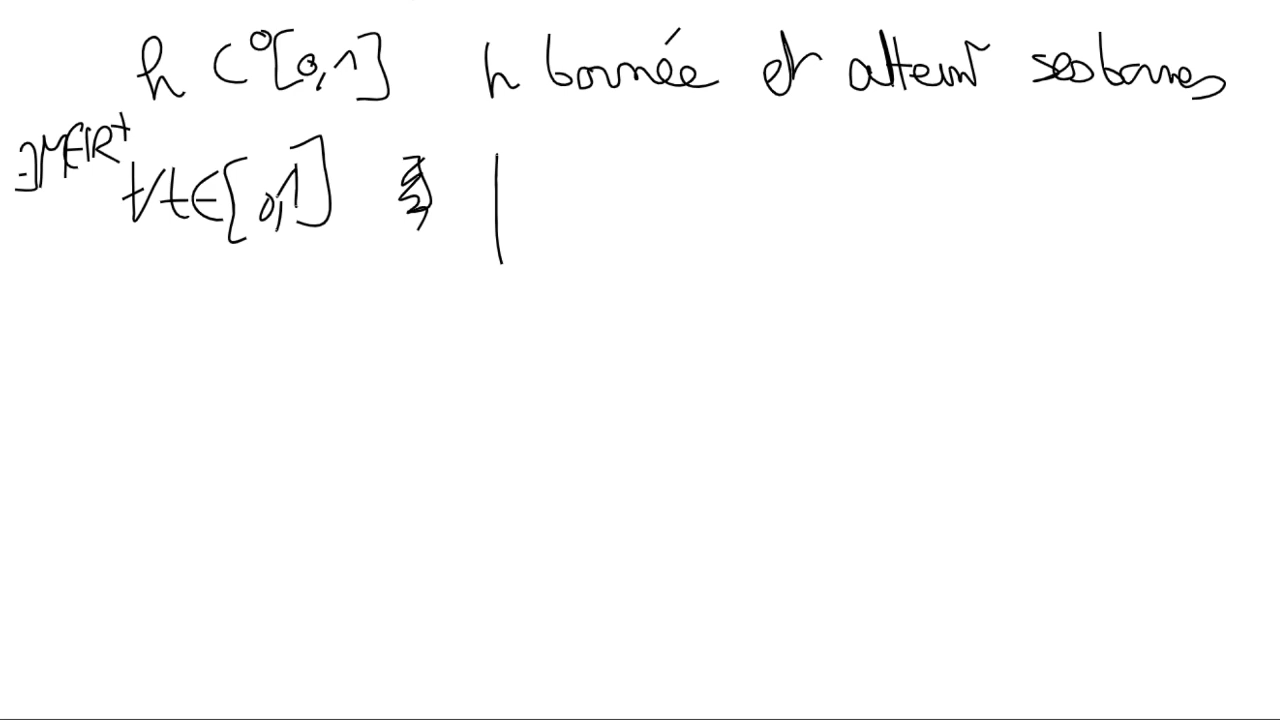 h C⁰[0,1] h bornée et atteint ses bornes
∃M∈ℝ⁺ ∀t∈[0,1] |